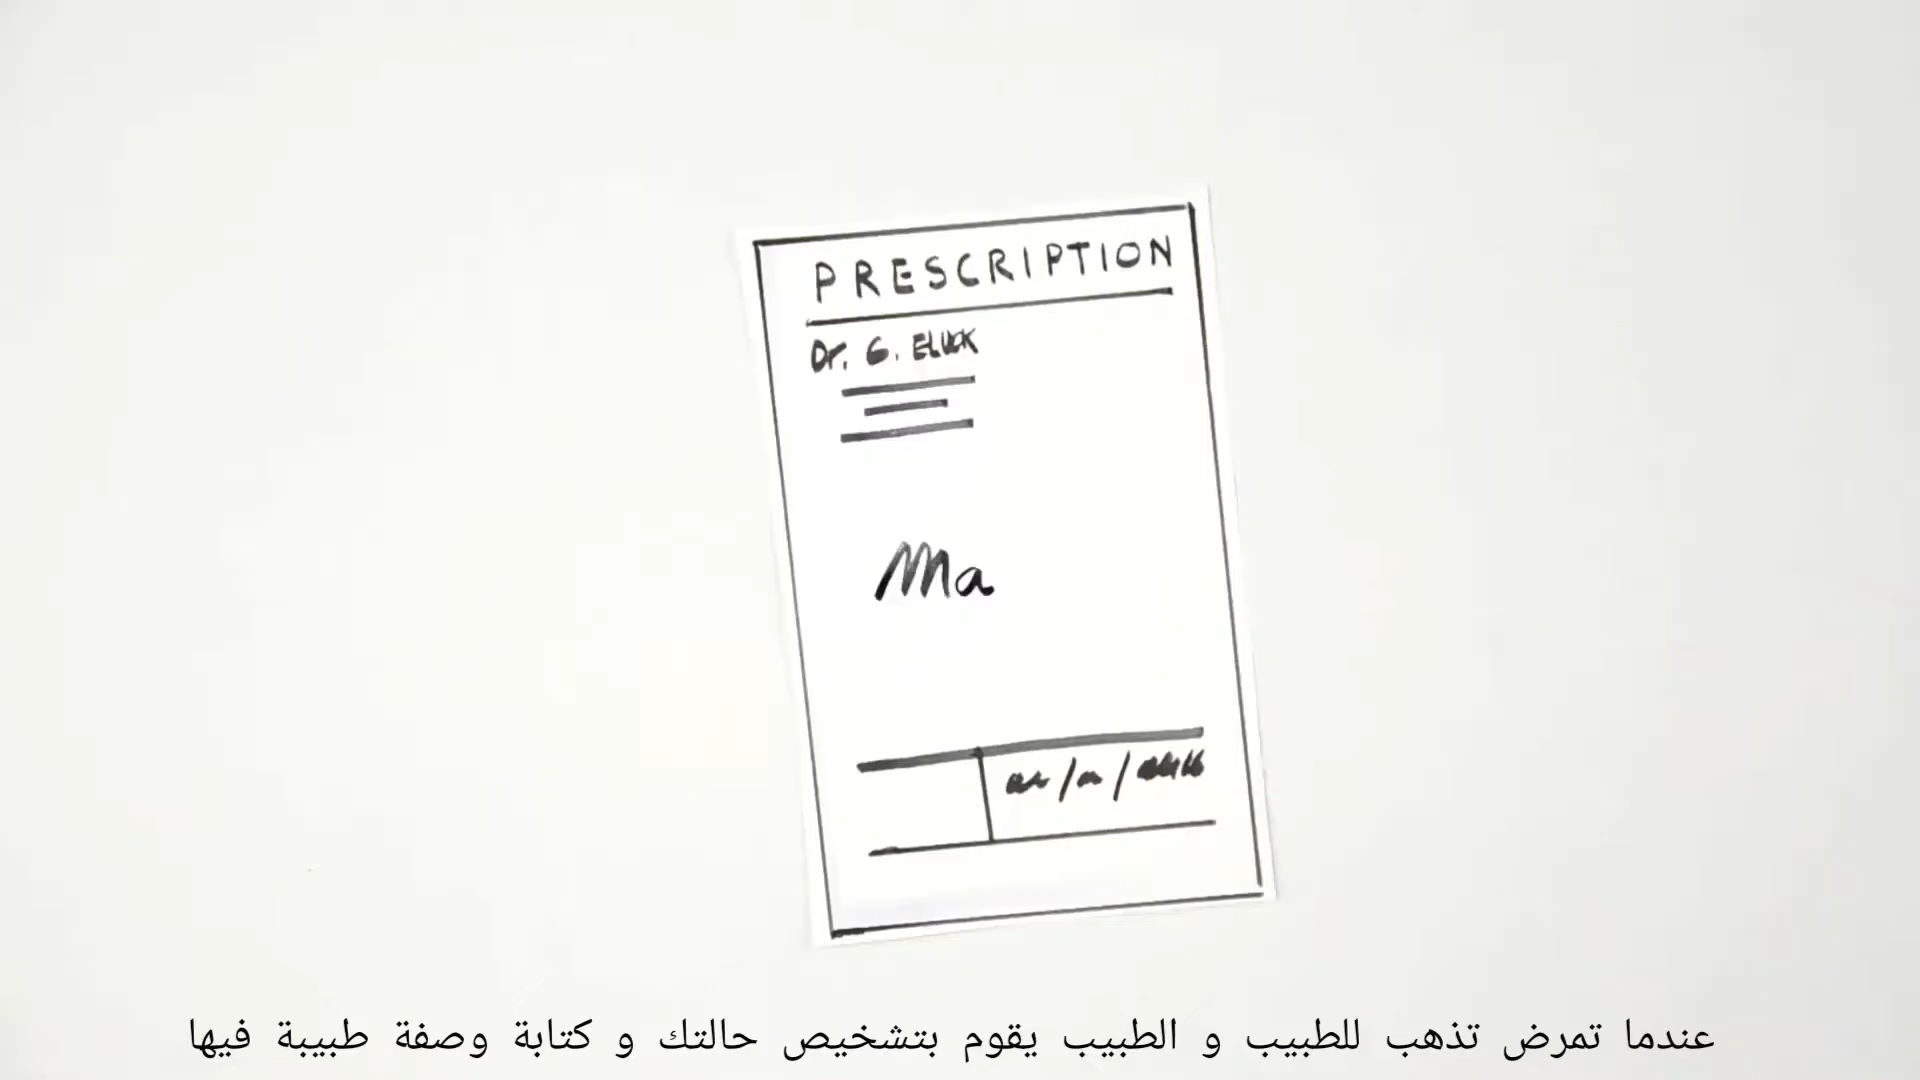 PRESCRIPTION
Dr. G. ELUCK
Ma
عندما تمرض تذهب للطبيب و الطبيب يقوم بتشخيص حالتك و كتابة وصفة طبيبة فيها